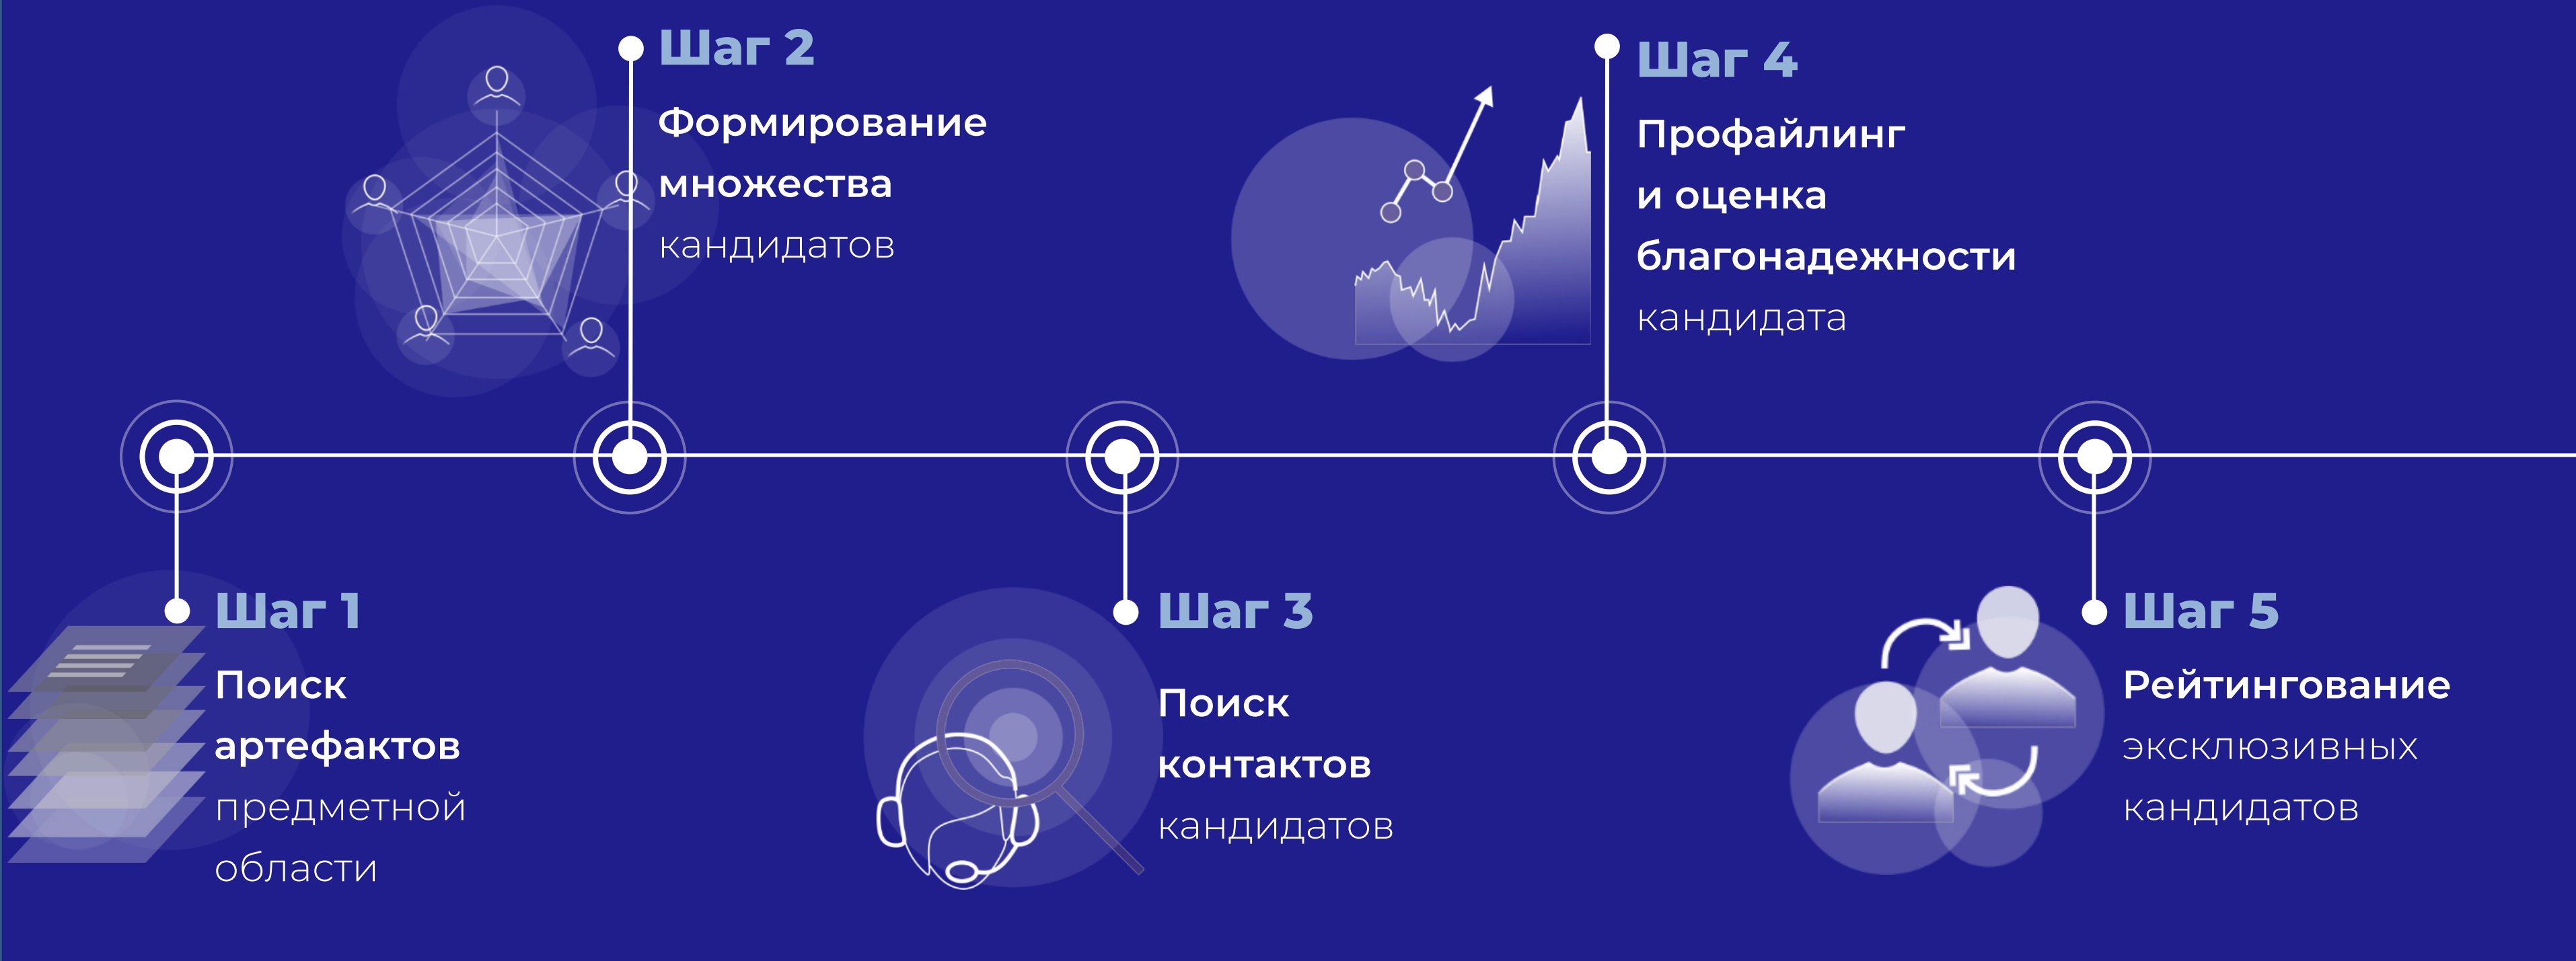 Шаг 1
Поиск
артефактов
предметной
области
Шаг 2
Формирование
множества
кандидатов
Шаг 3
Поиск
контактов
кандидатов
Шаг 4
Профайлинг
и оценка
благонадежности
кандидата
Шаг 5
Рейтингование
эксклюзивных
кандидатов